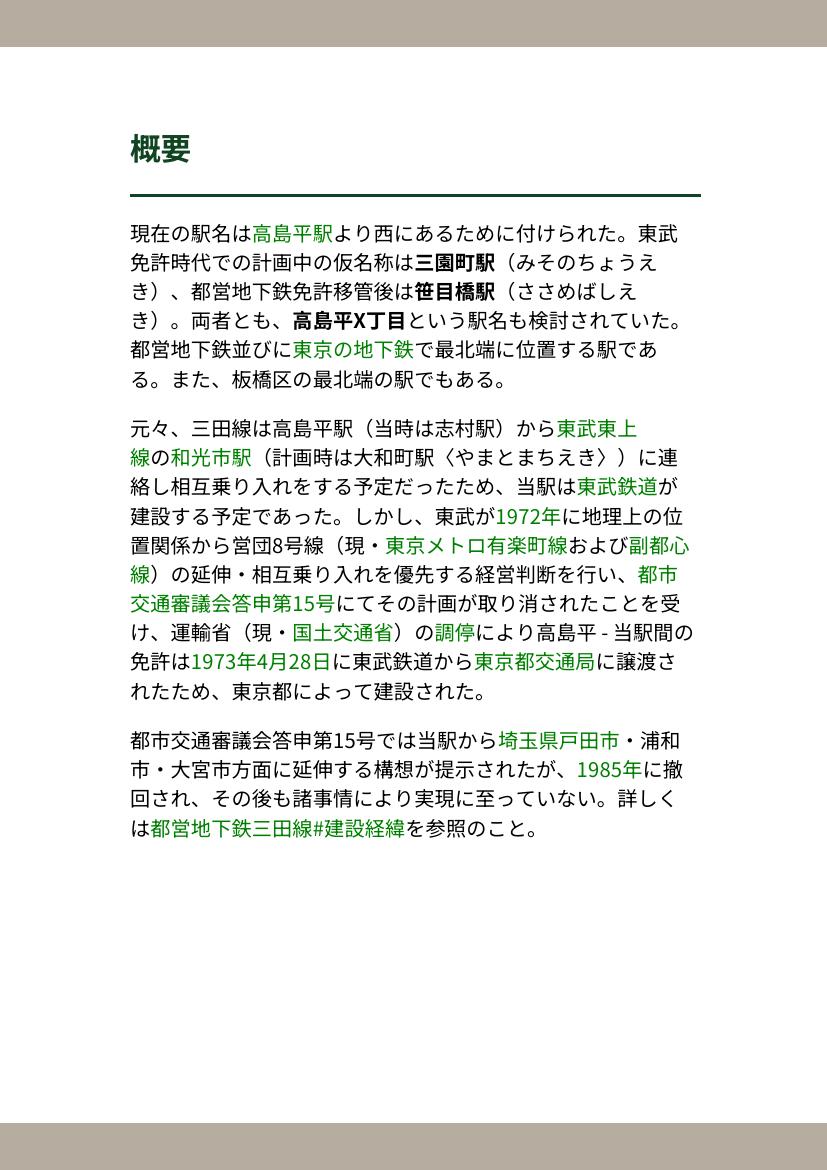 概要
現在の駅名は高島平駅より西にあるために付けられた。東武
免許時代での計画中の仮名称は三園町駅（みそのちょうえ
き）、都営地下鉄免許移管後は笹目橋駅（ささめばしえ
き）。両者とも、高島平X丁目という駅名も検討されていた。
都営地下鉄並びに東京の地下鉄で最北端に位置する駅であ
る。また、板橋区の最北端の駅でもある。
元々、三田線は高島平駅（当時は志村駅）から東武東上
線の和光市駅（計画時は大和町駅〈やまとまちえき〉）に連
絡し相互乗り入れをする予定だったため、当駅は東武鉄道が
建設する予定であった。しかし、東武が1972年に地理上の位
置関係から営団8号線（現・東京メトロ有楽町線および副都心
線）の延伸・相互乗り入れを優先する経営判断を行い、都市
交通審議会答申第15号にてその計画が取り消されたことを受
け、運輸省（現・国土交通省）の調停により高島平 - 当駅間の
免許は1973年4月28日に東武鉄道から東京都交通局に譲渡さ
れたため、東京都によって建設された。
都市交通審議会答申第15号では当駅から埼玉県戸田市・浦和
市・大宮市方面に延伸する構想が提示されたが、1985年に撤
回され、その後も諸事情により実現に至っていない。詳しく
は都営地下鉄三田線#建設経緯を参照のこと。